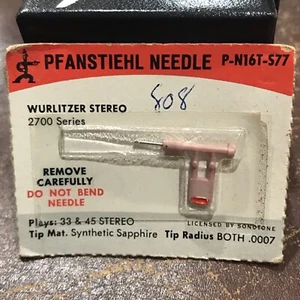 PFANSTIEHL NEEDLE P-N16T-S77
WURLITZER STEREO 808
2700 Series
REMOVE
CAREFULLY
DO NOT BEND
NEEDLE
Plays: 33 & 45 STEREO
LICENSED BY SONOTONE
Tip Mat. Synthetic Sapphire Tip Radius BOTH .0007